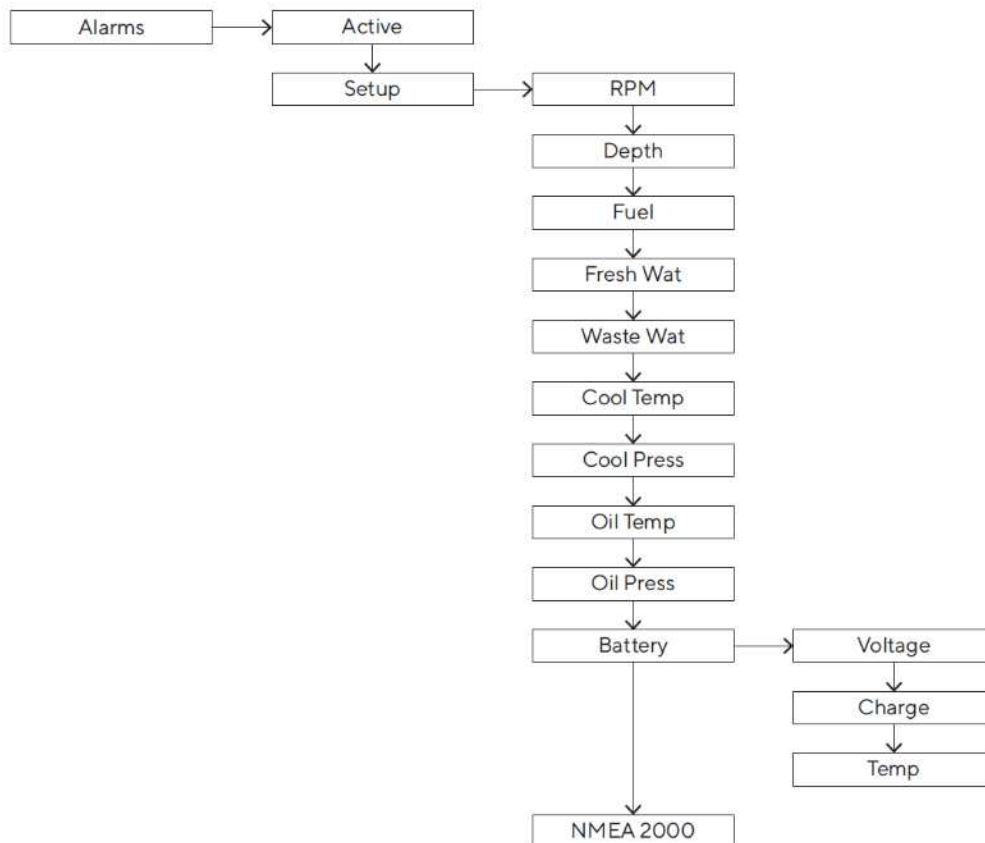 Alarms
Active
Setup
RPM
Depth
Fuel
Fresh Wat
Waste Wat
Cool Temp
Cool Press
Oil Temp
Oil Press
Battery
Voltage
Charge
Temp
NMEA 2000